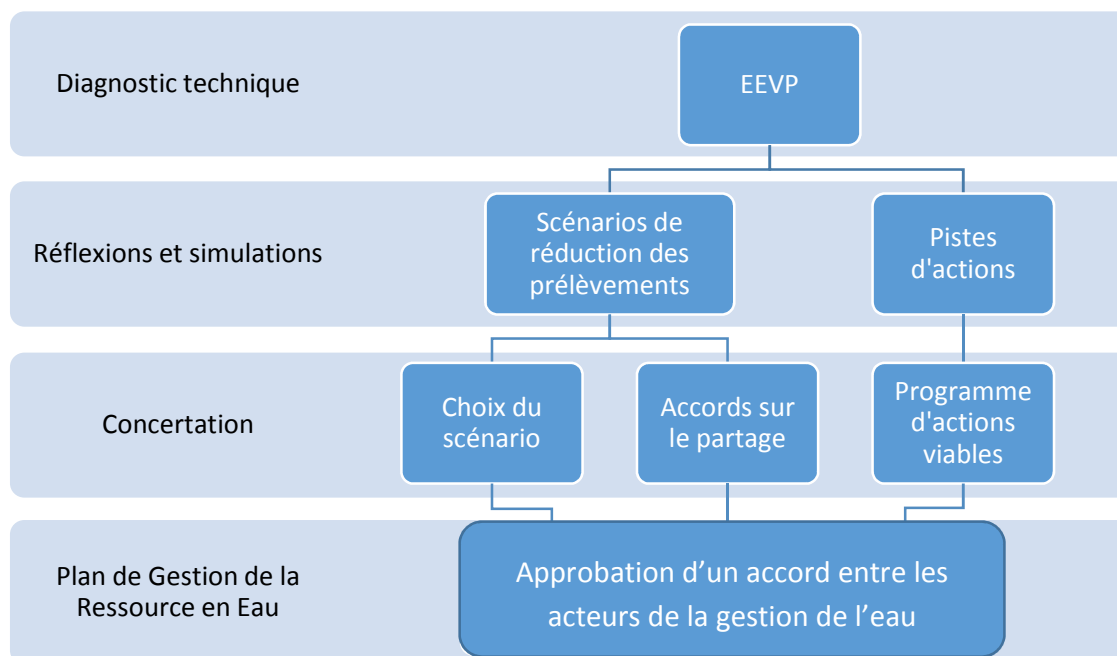 Diagnostic technique
EEVP
Réflexions et simulations
Scénarios de
réduction des
prélèvements
Pistes
d'actions
Concertation
Choix du
scénario
Accords sur
le partage
Programme
d'actions
viables
Plan de Gestion de la
Ressource en Eau
Approbation d’un accord entre les
acteurs de la gestion de l’eau